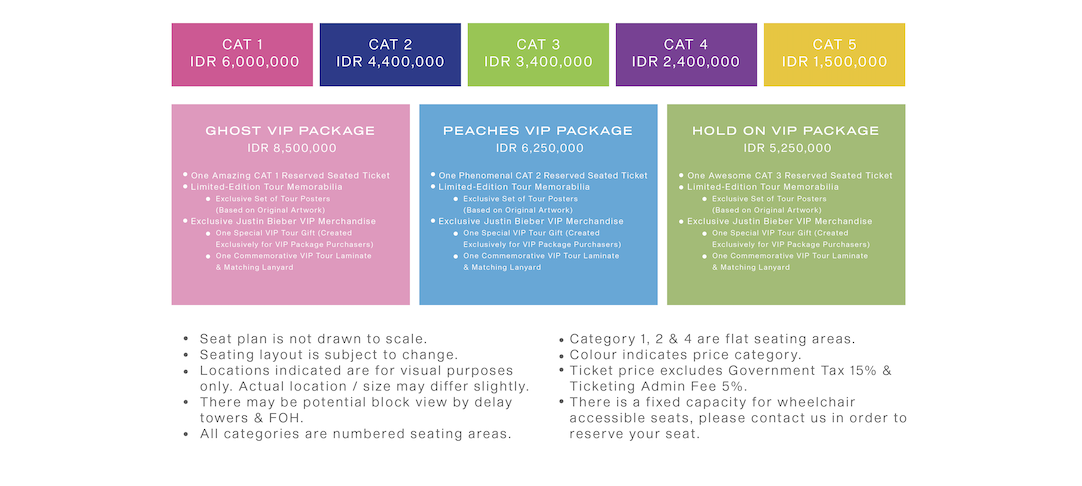 CAT 1
IDR 6,000,000
CAT 2
IDR 4,400,000
CAT 3
IDR 3,400,000
CAT 4
IDR 2,400,000
CAT 5
IDR 1,500,000
GHOST VIP PACKAGE
IDR 8,500,000
• One Amazing CAT 1 Reserved Seated Ticket
• Limited-Edition Tour Memorabilia
• Exclusive Set of Tour Posters
(Based on Original Artwork)
• Exclusive Justin Bieber VIP Merchandise
• One Special VIP Tour Gift (Created
Exclusively for VIP Package Purchasers)
• One Commemorative VIP Tour Laminate
& Matching Lanyard
PEACHES VIP PACKAGE
IDR 6,250,000
• One Phenomenal CAT 2 Reserved Seated Ticket
• Limited-Edition Tour Memorabilia
• Exclusive Set of Tour Posters
(Based on Original Artwork)
• Exclusive Justin Bieber VIP Merchandise
• One Special VIP Tour Gift (Created
Exclusively for VIP Package Purchasers)
• One Commemorative VIP Tour Laminate
& Matching Lanyard
HOLD ON VIP PACKAGE
IDR 5,250,000
• One Awesome CAT 3 Reserved Seated Ticket
• Limited-Edition Tour Memorabilia
• Exclusive Set of Tour Posters
(Based on Original Artwork)
• Exclusive Justin Bieber VIP Merchandise
• One Special VIP Tour Gift (Created
Exclusively for VIP Package Purchasers)
• One Commemorative VIP Tour Laminate
& Matching Lanyard
• Seat plan is not drawn to scale.
• Seating layout is subject to change.
• Locations indicated are for visual purposes
only. Actual location / size may differ slightly.
• There may be potential block view by delay
towers & FOH.
• All categories are numbered seating areas.
• Category 1, 2 & 4 are flat seating areas.
• Colour indicates price category.
• Ticket price excludes Government Tax 15% &
Ticketing Admin Fee 5%.
• There is a fixed capacity for wheelchair
accessible seats, please contact us in order to
reserve your seat.